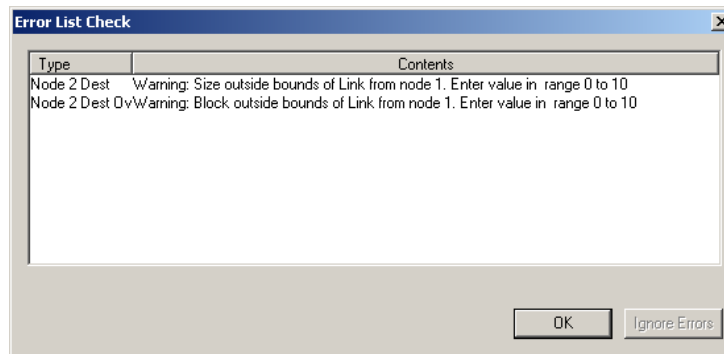 Error List Check
Type Contents
Node 2 Dest Warning: Size outside bounds of Link from node 1. Enter value in range 0 to 10
Node 2 Dest Ov Warning: Block outside bounds of Link from node 1. Enter value in range 0 to 10
OK Ignore Errors